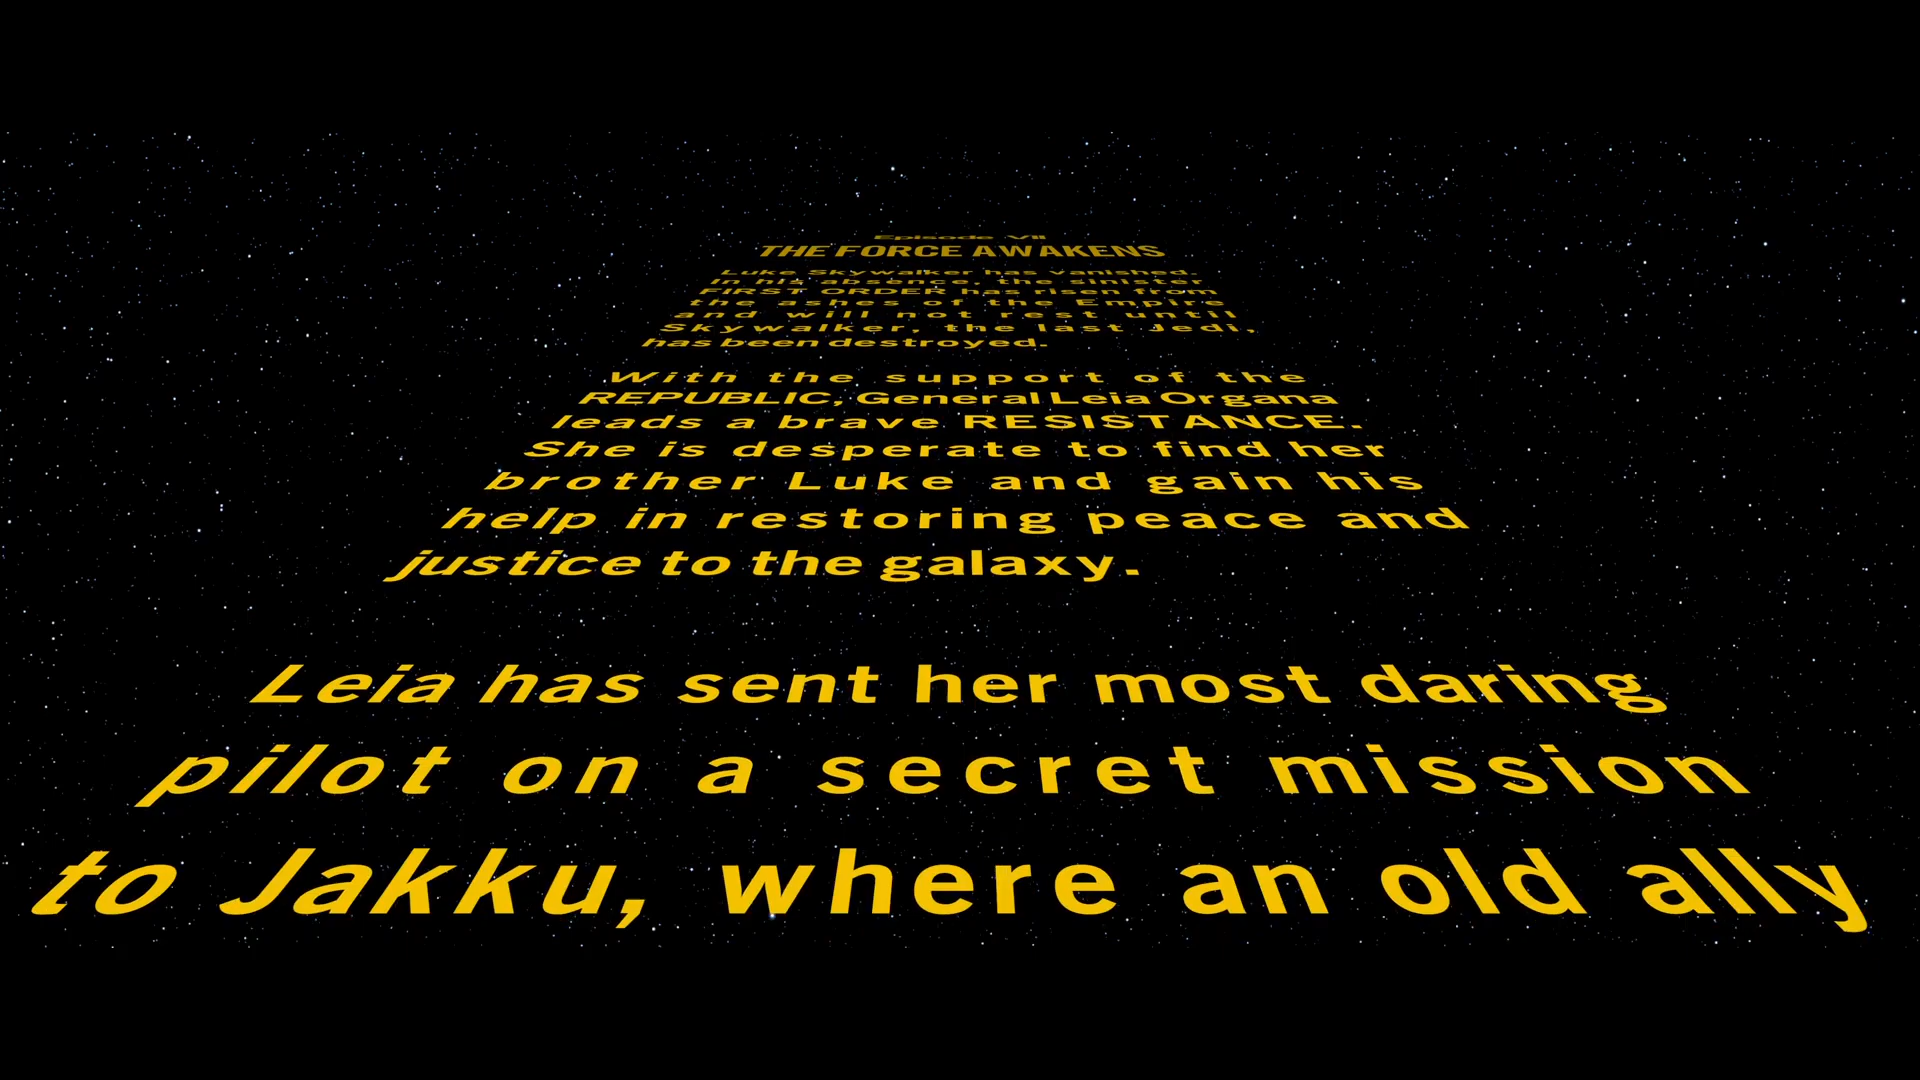 Episode VII
THE FORCE AWAKENS
Luke Skywalker has vanished.
In his absence, the sinister
FIRST ORDER has risen from
the ashes of the Empire
and will not rest until
Skywalker, the last Jedi,
has been destroyed.
With the support of the
REPUBLIC, General Leia Organa
leads a brave RESISTANCE.
She is desperate to find her
brother Luke and gain his
help in restoring peace and
justice to the galaxy.
Leia has sent her most daring
pilot on a secret mission
to Jakku, where an old ally